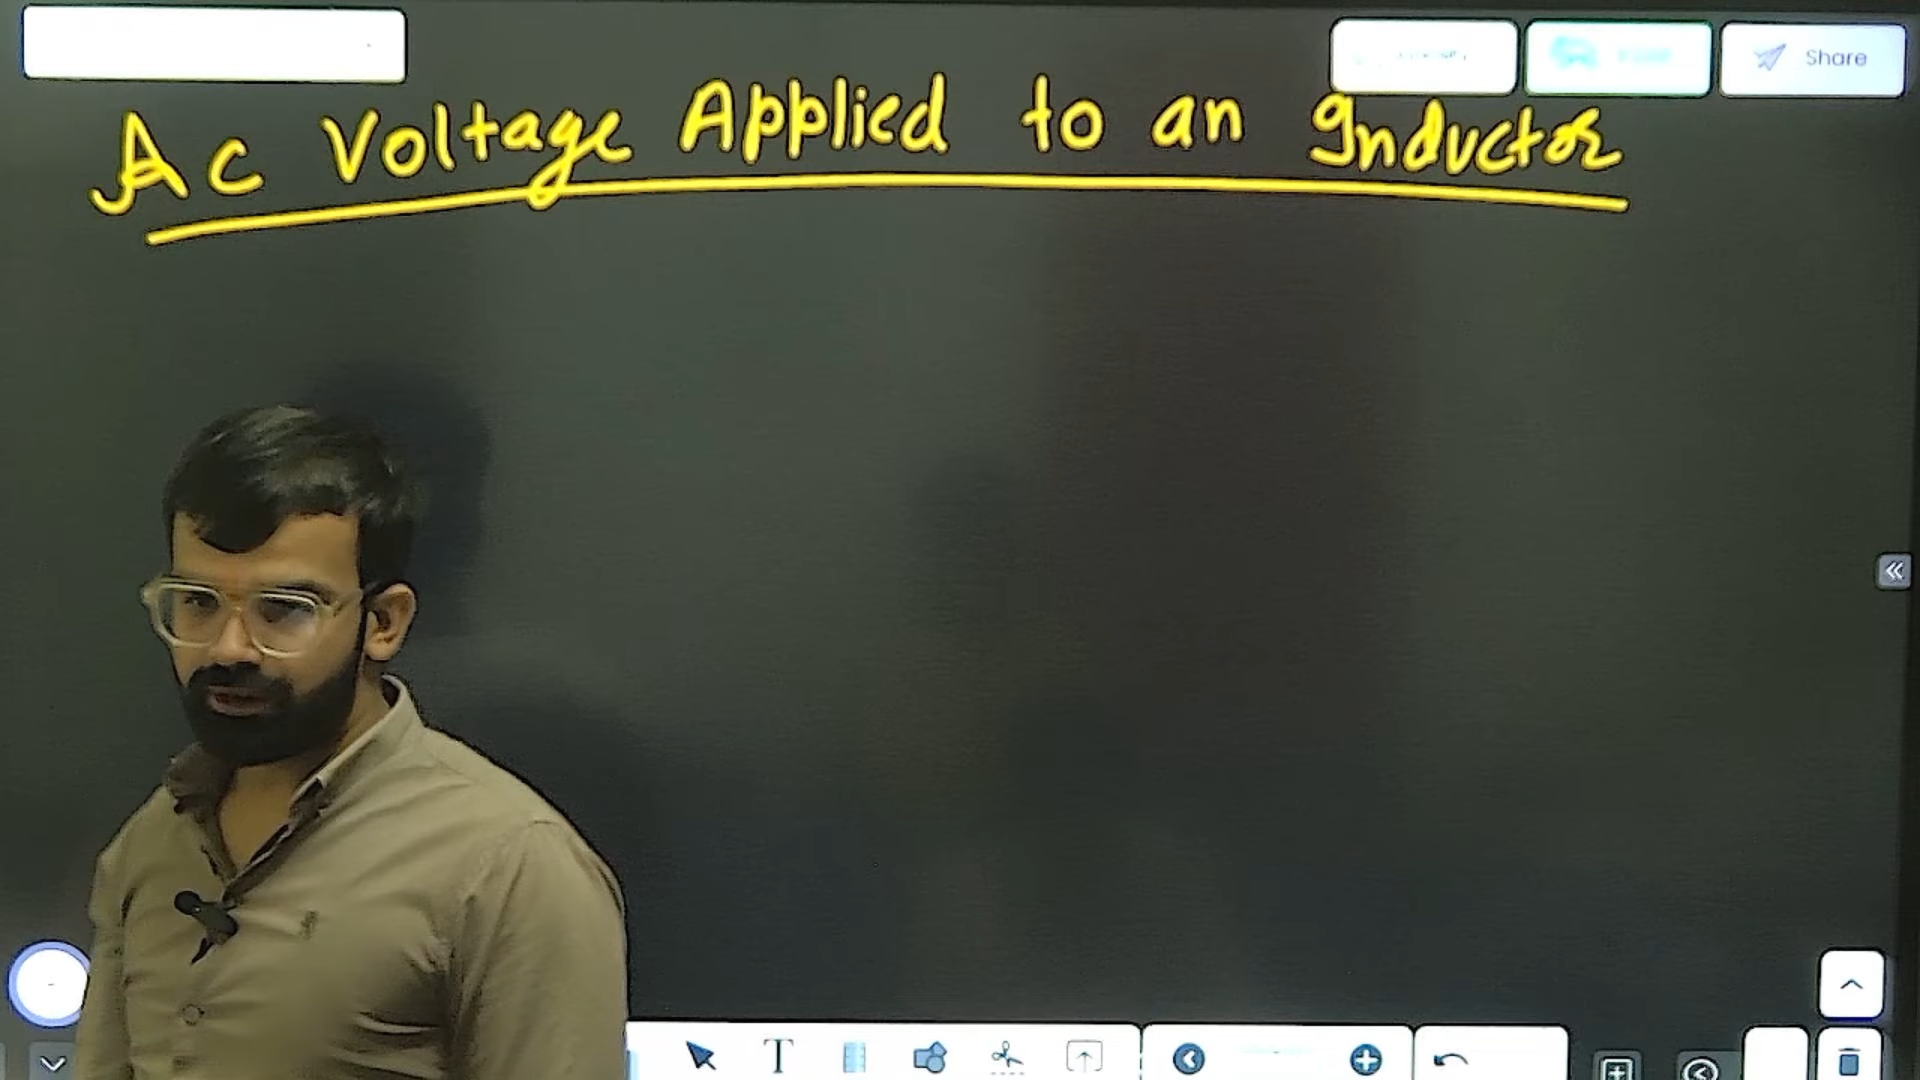 Share
Ac Voltage Applied to an Inductor
T